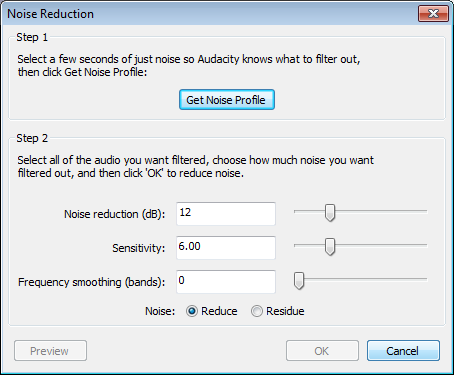 Noise Reduction
Step 1
Select a few seconds of just noise so Audacity knows what to filter out,
then click Get Noise Profile:
Get Noise Profile
Step 2
Select all of the audio you want filtered, choose how much noise you want
filtered out, and then click 'OK' to reduce noise.
Noise reduction (dB): 12
Sensitivity: 6.00
Frequency smoothing (bands): 0
Noise: Reduce Residue
Preview OK Cancel